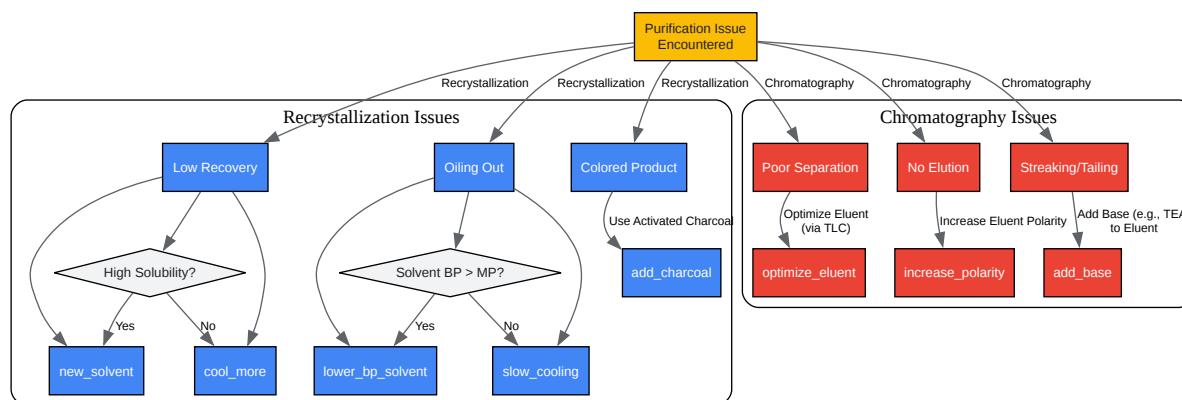 Purification Issue
Encountered
Recrystallization
Recrystallization
Recrystallization
Chromatography
Chromatography
Chromatography
Recrystallization Issues
Chromatography Issues
Low Recovery
Oiling Out
Colored Product
Poor Separation
No Elution
Streaking/Tailing
Use Activated Charcoal
Optimize Eluent
(via TLC)
Increase Eluent Polarity
Add Base (e.g., TEA
to Eluent
High Solubility?
Solvent BP > MP?
add_charcoal
optimize_eluent
increase_polarity
add_base
Yes
No
Yes
No
new_solvent
cool_more
lower_bp_solvent
slow_cooling